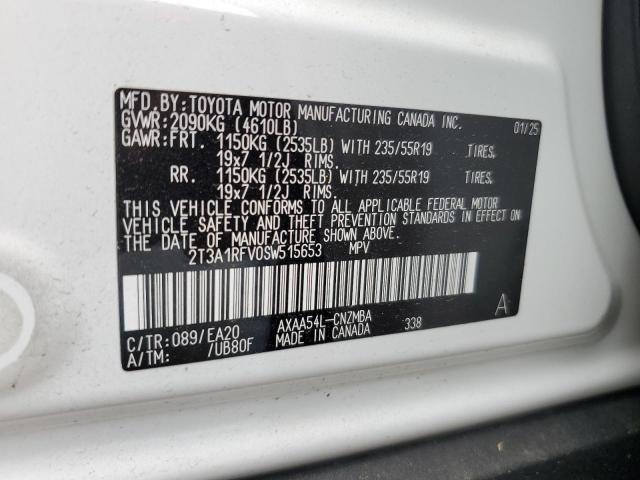 MFD.BY:TOYOTA MOTOR MANUFACTURING CANADA INC. 01/25
GVWR:2090KG (4610LB)
GAWR:FRT. 1150KG (2535LB) WITH 235/55R19 TIRES,
19x7 1/2J RIMS.
RR. 1150KG (2535LB) WITH 235/55R19 TIRES,
19x7 1/2J RIMS.
THIS VEHICLE CONFORMS TO ALL APPLICABLE FEDERAL MOTOR
VEHICLE SAFETY AND THEFT PREVENTION STANDARDS IN EFFECT ON
THE DATE OF MANUFACTURE SHOWN ABOVE.
2T3A1RFV0SW515653 MPV
C/TR:089/EA20 AXAA54L-CNZMBA 338 A
A/TM: /UB80F MADE IN CANADA